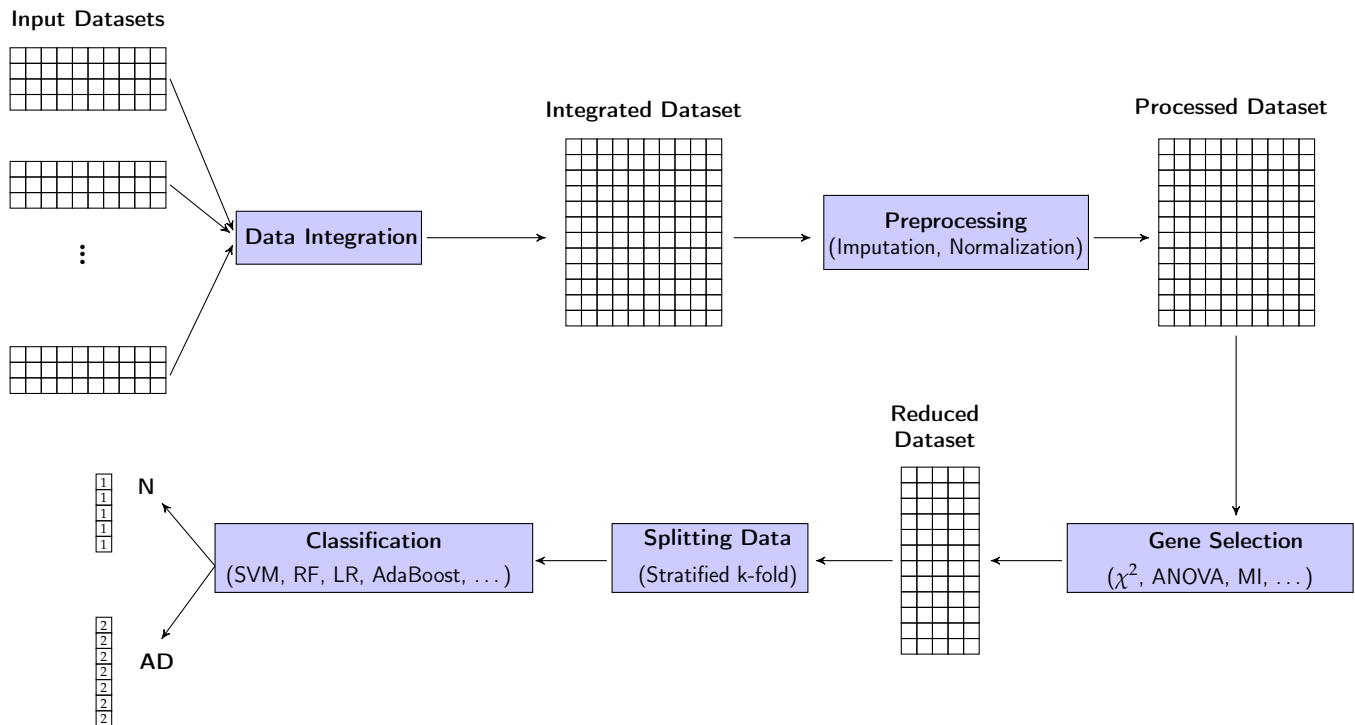 Input Datasets
Integrated Dataset
Processed Dataset
Data Integration
Preprocessing
(Imputation, Normalization)
⋮
Reduced
Dataset
Gene Selection
(χ², ANOVA, MI, . . . )
Splitting Data
(Stratified k-fold)
Classification
(SVM, RF, LR, AdaBoost, . . . )
N
1
1
1
1
1
AD
2
2
2
2
2
2
2